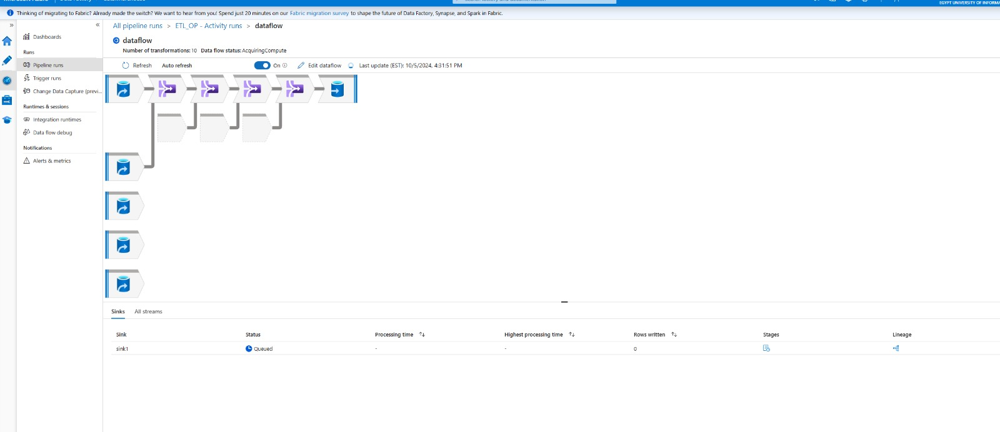 Thinking of migrating to Fabric? Already made the switch? We want to hear from you! Spend just 20 minutes on our Fabric migration survey to shape the future of Data Factory, Synapse, and Spark in Fabric.
EGYPT UNIVERSITY OF INFORMA
» «
All pipeline runs > ETL_OP - Activity runs > dataflow
Dashboards
dataflow
Number of transformations: 10 Data flow status: AcquiringCompute
Runs
Pipeline runs
Refresh Auto refresh On Edit dataflow Last update (EST): 10/5/2024, 4:31:51 PM
Trigger runs
Change Data Capture (previ...
Runtimes & sessions
Integration runtimes
Data flow debug
Notifications
Alerts & metrics
Sinks All streams
Sink Status Processing time Highest processing time Rows written Stages Lineage
sink1 Queued - - 0